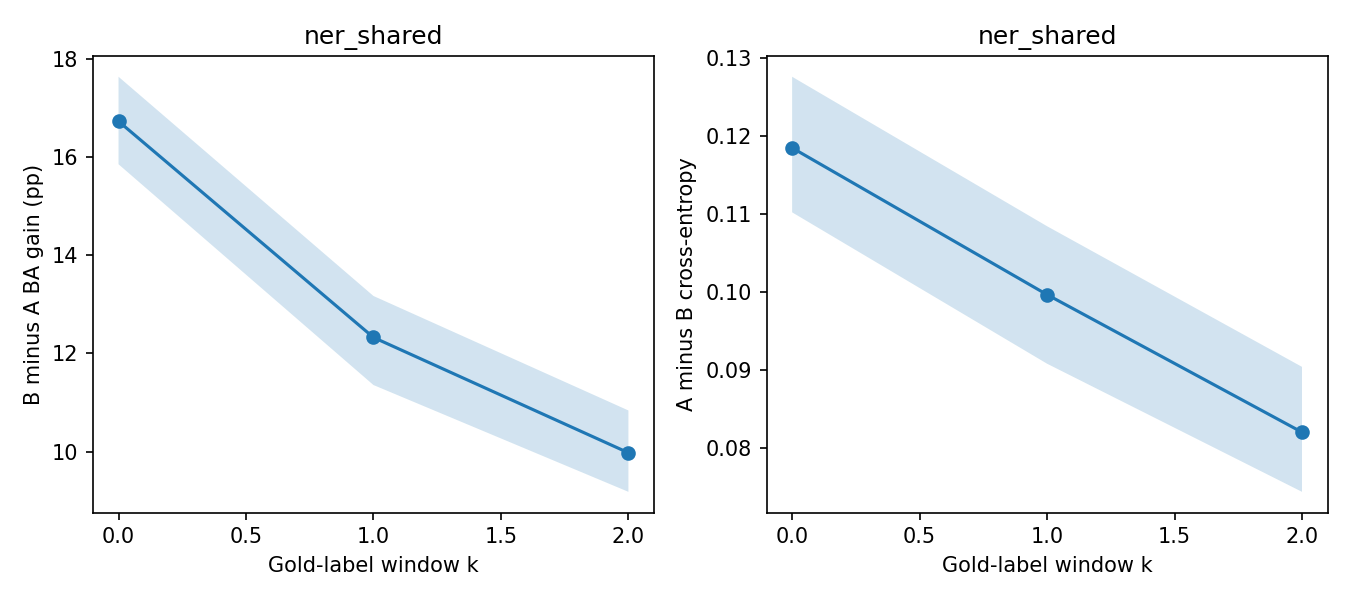 ner_shared
B minus A BA gain (pp)
18
16
14
12
10
0.0 0.5 1.0 1.5 2.0
Gold-label window k
ner_shared
A minus B cross-entropy
0.13
0.12
0.11
0.10
0.09
0.08
0.0 0.5 1.0 1.5 2.0
Gold-label window k